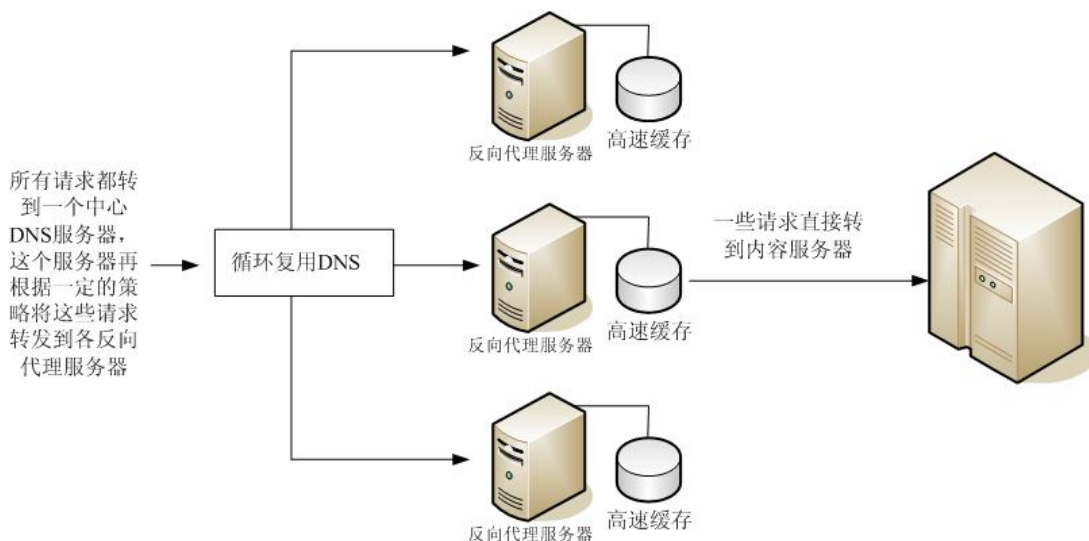 所有请求都转
到一个中心
DNS服务器，
这个服务器再
根据一定的策
略将这些请求
转发到各反向
代理服务器
循环复用DNS
反向代理服务器
高速缓存
反向代理服务器
高速缓存
反向代理服务器
高速缓存
一些请求直接转
到内容服务器